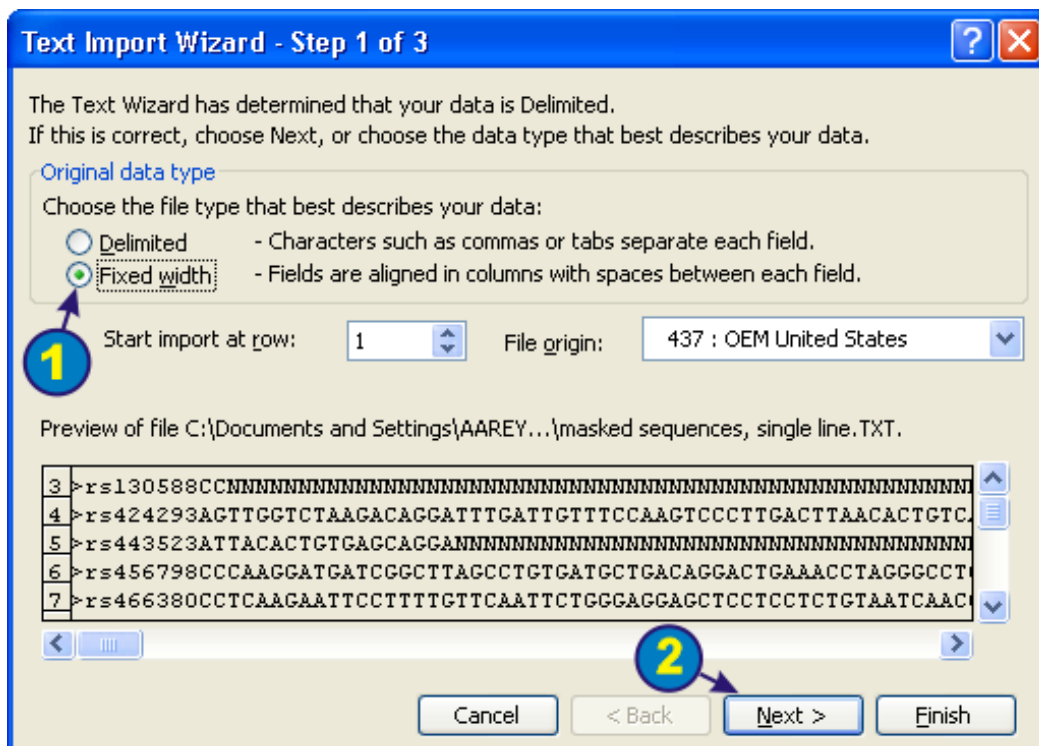 Text Import Wizard - Step 1 of 3
?
The Text Wizard has determined that your data is Delimited.
If this is correct, choose Next, or choose the data type that best describes your data.
Original data type
Choose the file type that best describes your data:
Delimited - Characters such as commas or tabs separate each field.
Fixed width - Fields are aligned in columns with spaces between each field.
1
Start import at row: 1 File origin: 437 : OEM United States
Preview of file C:\Documents and Settings\AAREY...\masked sequences, single line.TXT.
3 >rs130588CCNNNNNNNNNNNNNNNNNNNNNNNNNNNNNNNNNNNNNNNNNNNNNNNNNNNNNN
4 >rs424293AGTTGGTCTAAGACAGGATTTGATTGTTTCCAAGTCCCTTGACTTAACACTGTCA
5 >rs443523ATTACACTGTGAGCAGGANNNNNNNNNNNNNNNNNNNNNNNNNNNNNNNNNNNNNN
6 >rs456798CCCAAGGATGATCGGCTTAGCCTGTGATGCTGACAGGACTGAAACCTAGGGCCT
7 >rs466380CCTCAAGAATTCCTTTTGTTCAATTCTGGGAGGAGCTCCTCCTCTGTAATCAAC
2
Cancel < Back Next > Finish